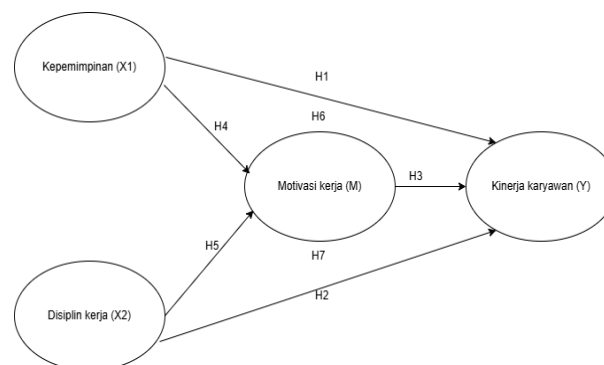 Kepemimpinan (X1)
H1
H6
H4
Motivasi kerja (M)
H3
Kinerja karyawan (Y)
H5
H7
H2
Disiplin kerja (X2)